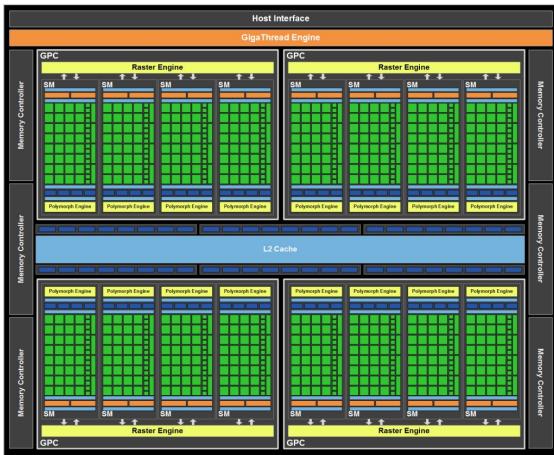 Host Interface
GigaThread Engine
GPC
Raster Engine
SM SM SM SM
Polymorph Engine Polymorph Engine Polymorph Engine Polymorph Engine
GPC
Raster Engine
SM SM SM SM
Polymorph Engine Polymorph Engine Polymorph Engine Polymorph Engine
Memory Controller
Memory Controller
Memory Controller
Memory Controller
Memory Controller
Memory Controller
L2 Cache
Polymorph Engine Polymorph Engine Polymorph Engine Polymorph Engine
SM SM SM SM
Raster Engine
GPC
Polymorph Engine Polymorph Engine Polymorph Engine Polymorph Engine
SM SM SM SM
Raster Engine
GPC